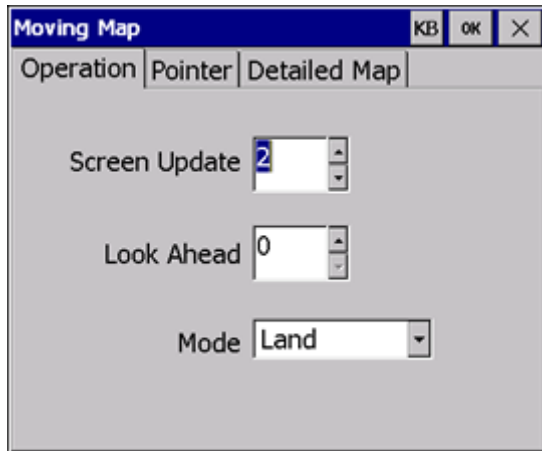 Moving Map KB OK
Operation Pointer Detailed Map
Screen Update 2
Look Ahead 0
Mode Land